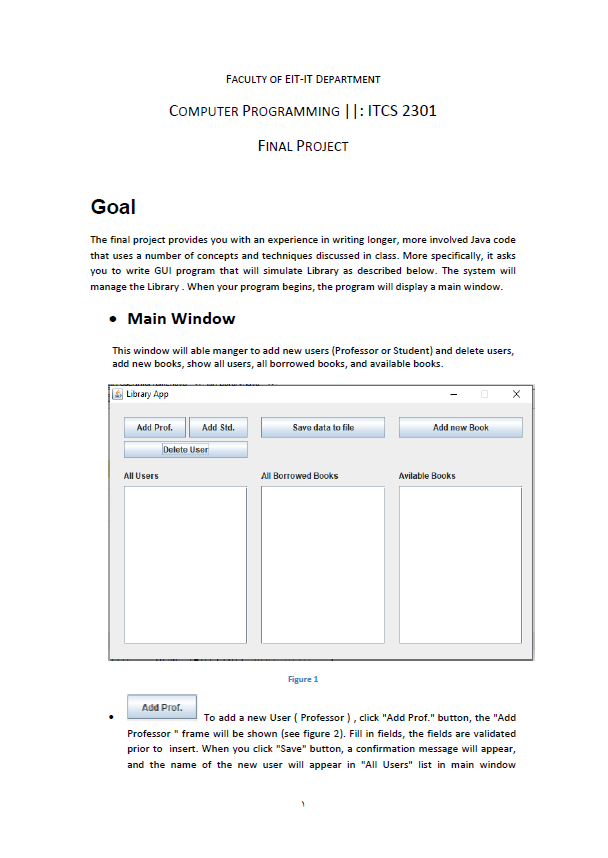 FACULTY OF EIT-IT DEPARTMENT
COMPUTER PROGRAMMING ||: ITCS 2301
FINAL PROJECT
Goal
The final project provides you with an experience in writing longer, more involved Java code
that uses a number of concepts and techniques discussed in class. More specifically, it asks
you to write GUI program that will simulate Library as described below. The system will
manage the Library . When your program begins, the program will display a main window.
• Main Window
This window will able manger to add new users (Professor or Student) and delete users,
add new books, show all users, all borrowed books, and available books.
Library App
Add Prof. Add Std. Save data to file Add new Book
Delete User
All Users All Borrowed Books Avilable Books
Figure 1
• Add Prof. To add a new User ( Professor ) , click "Add Prof." button, the "Add
Professor " frame will be shown (see figure 2). Fill in fields, the fields are validated
prior to insert. When you click "Save" button, a confirmation message will appear,
and the name of the new user will appear in "All Users" list in main window
١